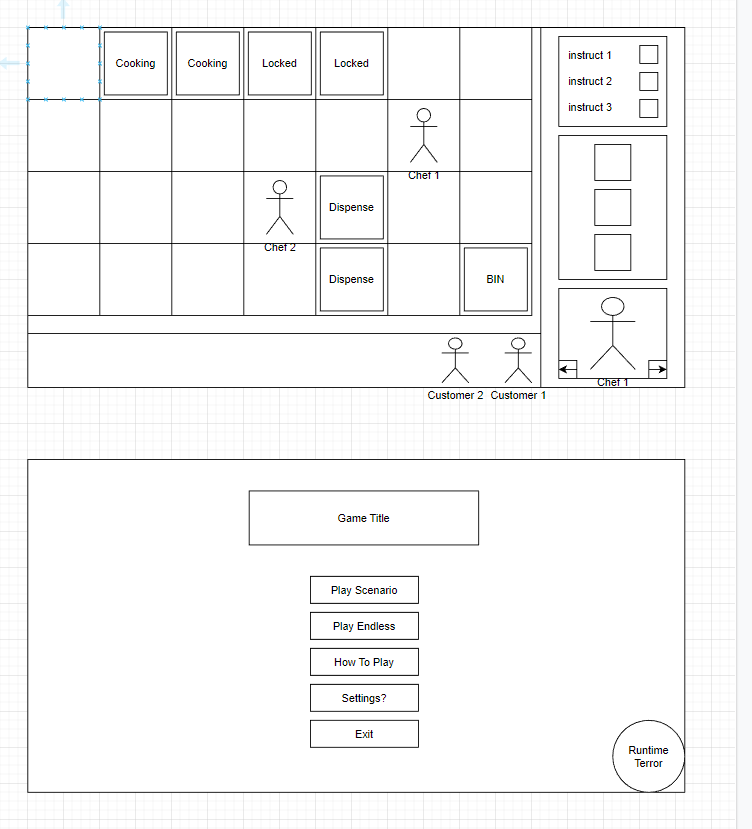 Cooking
Cooking
Locked
Locked
instruct 1
instruct 2
instruct 3
Chef 1
Dispense
Chef 2
Dispense
BIN
Chef 1
Customer 2
Customer 1
Game Title
Play Scenario
Play Endless
How To Play
Settings?
Exit
Runtime
Terror